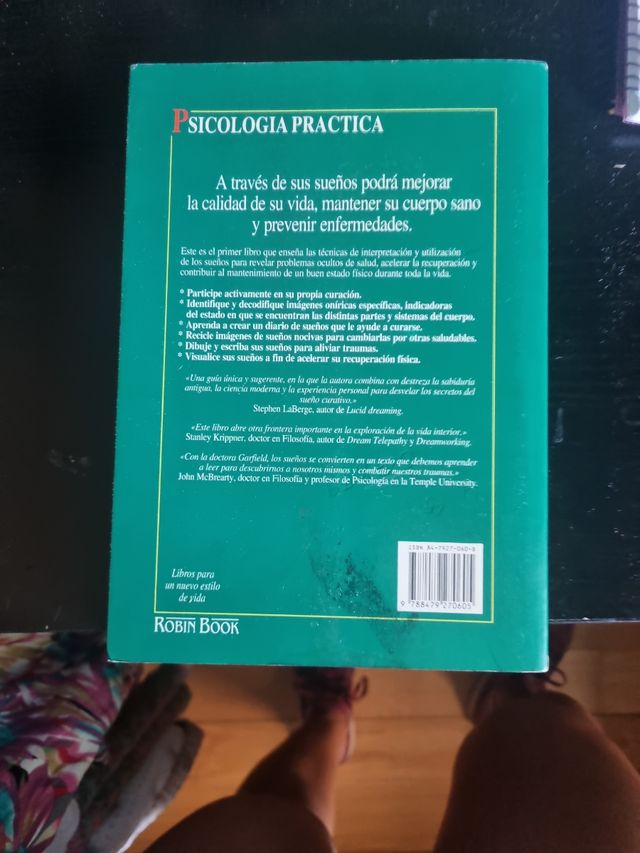 PSICOLOGIA PRACTICA
A través de sus sueños podrá mejorar
la calidad de su vida, mantener su cuerpo sano
y prevenir enfermedades.
Este es el primer libro que enseña las técnicas de interpretación y utilización
de los sueños para revelar problemas ocultos de salud, acelerar la recuperación y
contribuir al mantenimiento de un buen estado físico durante toda la vida.
* Participe activamente en su propia curación.
* Identifique y decodifique imágenes oníricas específicas, indicadoras
del estado en que se encuentran las distintas partes y sistemas del cuerpo.
* Aprenda a crear un diario de sueños que le ayude a curarse.
* Recicle imágenes de sueños nocivas para cambiarlas por otras saludables.
* Dibuje y escriba sus sueños para aliviar traumas.
* Visualice sus sueños a fin de acelerar su recuperación física.
«Una guía única y sugerente, en la que la autora combina con destreza la sabiduría
antigua, la ciencia moderna y la experiencia personal para desvelar los secretos del
sueño curativo.»
Stephen LaBerge, autor de Lucid dreaming.
«Este libro abre otra frontera importante en la exploración de la vida interior.»
Stanley Krippner, doctor en Filosofía, autor de Dream Telepathy y Dreamworking.
«Con la doctora Garfield, los sueños se convierten en un texto que debemos aprender
a leer para descubrirnos a nosotros mismos y combatir nuestros traumas.»
John McBrearty, doctor en Filosofía y profesor de Psicología en la Temple University.
ISBN 84-7927-060-8
9 788479 270605
Libros para
un nuevo estilo
de vida
ROBIN BOOK